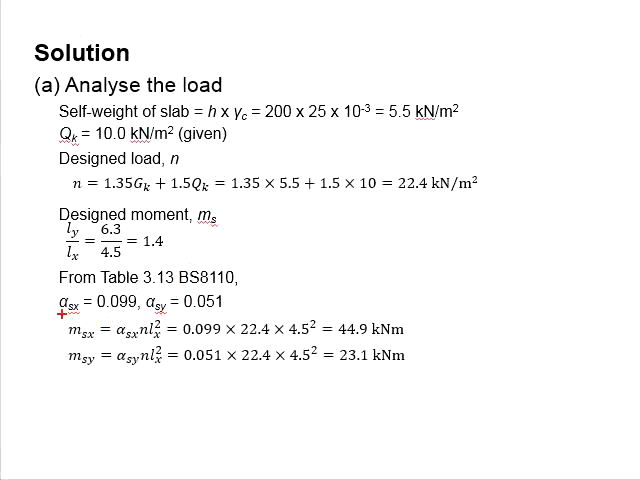 Solution
(a) Analyse the load
Self-weight of slab = h x γc = 200 x 25 x 10-3 = 5.5 kN/m2
Qk = 10.0 kN/m2 (given)
Designed load, n
n = 1.35Gk + 1.5Qk = 1.35 × 5.5 + 1.5 × 10 = 22.4 kN/m²
Designed moment, ms
ly/lx = 6.3/4.5 = 1.4
From Table 3.13 BS8110,
αsx = 0.099, αsy = 0.051
msx = αsxnlx² = 0.099 × 22.4 × 4.5² = 44.9 kNm
msy = αsynlx² = 0.051 × 22.4 × 4.5² = 23.1 kNm